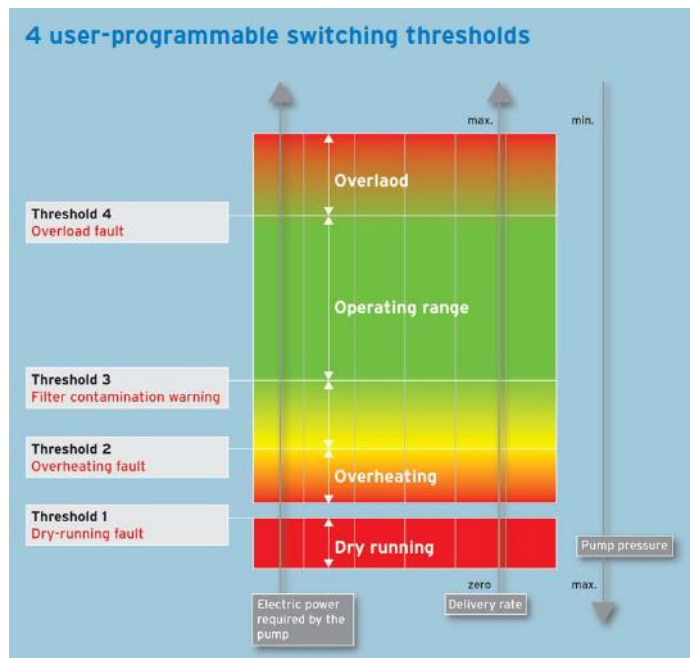 4 user-programmable switching thresholds
max.
min.
Overlaod
Threshold 4
Overload fault
Operating range
Threshold 3
Filter contamination warning
Threshold 2
Overheating fault
Overheating
Threshold 1
Dry-running fault
Dry running
Pump pressure
zero
max.
Electric power
required by the
pump
Delivery rate